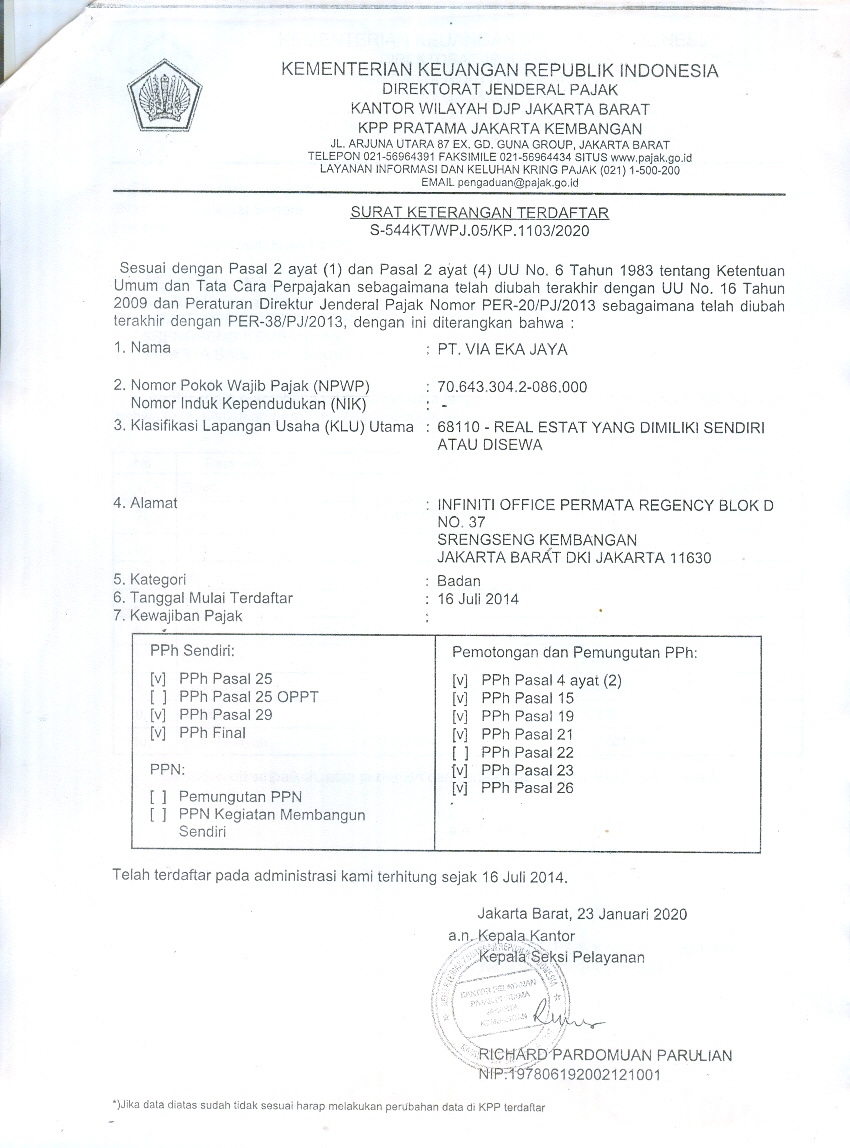 KEMENTERIAN KEUANGAN REPUBLIK INDONESIA
DIREKTORAT JENDERAL PAJAK
KANTOR WILAYAH DJP JAKARTA BARAT
KPP PRATAMA JAKARTA KEMBANGAN
JL. ARJUNA UTARA 87 EX. GD. GUNA GROUP, JAKARTA BARAT
TELEPON 021-56964391 FAKSIMILE 021-56964434 SITUS www.pajak.go.id
LAYANAN INFORMASI DAN KELUHAN KRING PAJAK (021) 1-500-200
EMAIL pengaduan@pajak.go.id
SURAT KETERANGAN TERDAFTAR
S-544KT/WPJ.05/KP.1103/2020
Sesuai dengan Pasal 2 ayat (1) dan Pasal 2 ayat (4) UU No. 6 Tahun 1983 tentang Ketentuan
Umum dan Tata Cara Perpajakan sebagaimana telah diubah terakhir dengan UU No. 16 Tahun
2009 dan Peraturan Direktur Jenderal Pajak Nomor PER-20/PJ/2013 sebagaimana telah diubah
terakhir dengan PER-38/PJ/2013, dengan ini diterangkan bahwa :
1. Nama : PT. VIA EKA JAYA
2. Nomor Pokok Wajib Pajak (NPWP) : 70.643.304.2-086.000
Nomor Induk Kependudukan (NIK) : -
3. Klasifikasi Lapangan Usaha (KLU) Utama : 68110 - REAL ESTAT YANG DIMILIKI SENDIRI
ATAU DISEWA
4. Alamat : INFINITI OFFICE PERMATA REGENCY BLOK D
NO. 37
SRENGSENG KEMBANGAN
JAKARTA BARAT DKI JAKARTA 11630
5. Kategori : Badan
6. Tanggal Mulai Terdaftar : 16 Juli 2014
7. Kewajiban Pajak :
PPh Sendiri:
[v] PPh Pasal 25
[ ] PPh Pasal 25 OPPT
[v] PPh Pasal 29
[v] PPh Final
PPN:
[ ] Pemungutan PPN
[ ] PPN Kegiatan Membangun
Sendiri
Pemotongan dan Pemungutan PPh:
[v] PPh Pasal 4 ayat (2)
[v] PPh Pasal 15
[v] PPh Pasal 19
[v] PPh Pasal 21
[ ] PPh Pasal 22
[v] PPh Pasal 23
[v] PPh Pasal 26
Telah terdaftar pada administrasi kami terhitung sejak 16 Juli 2014.
Jakarta Barat, 23 Januari 2020
a.n. Kepala Kantor
Kepala Seksi Pelayanan
RICHARD PARDOMUAN PARULIAN
NIP.197806192002121001
*)Jika data diatas sudah tidak sesuai harap melakukan perubahan data di KPP terdaftar